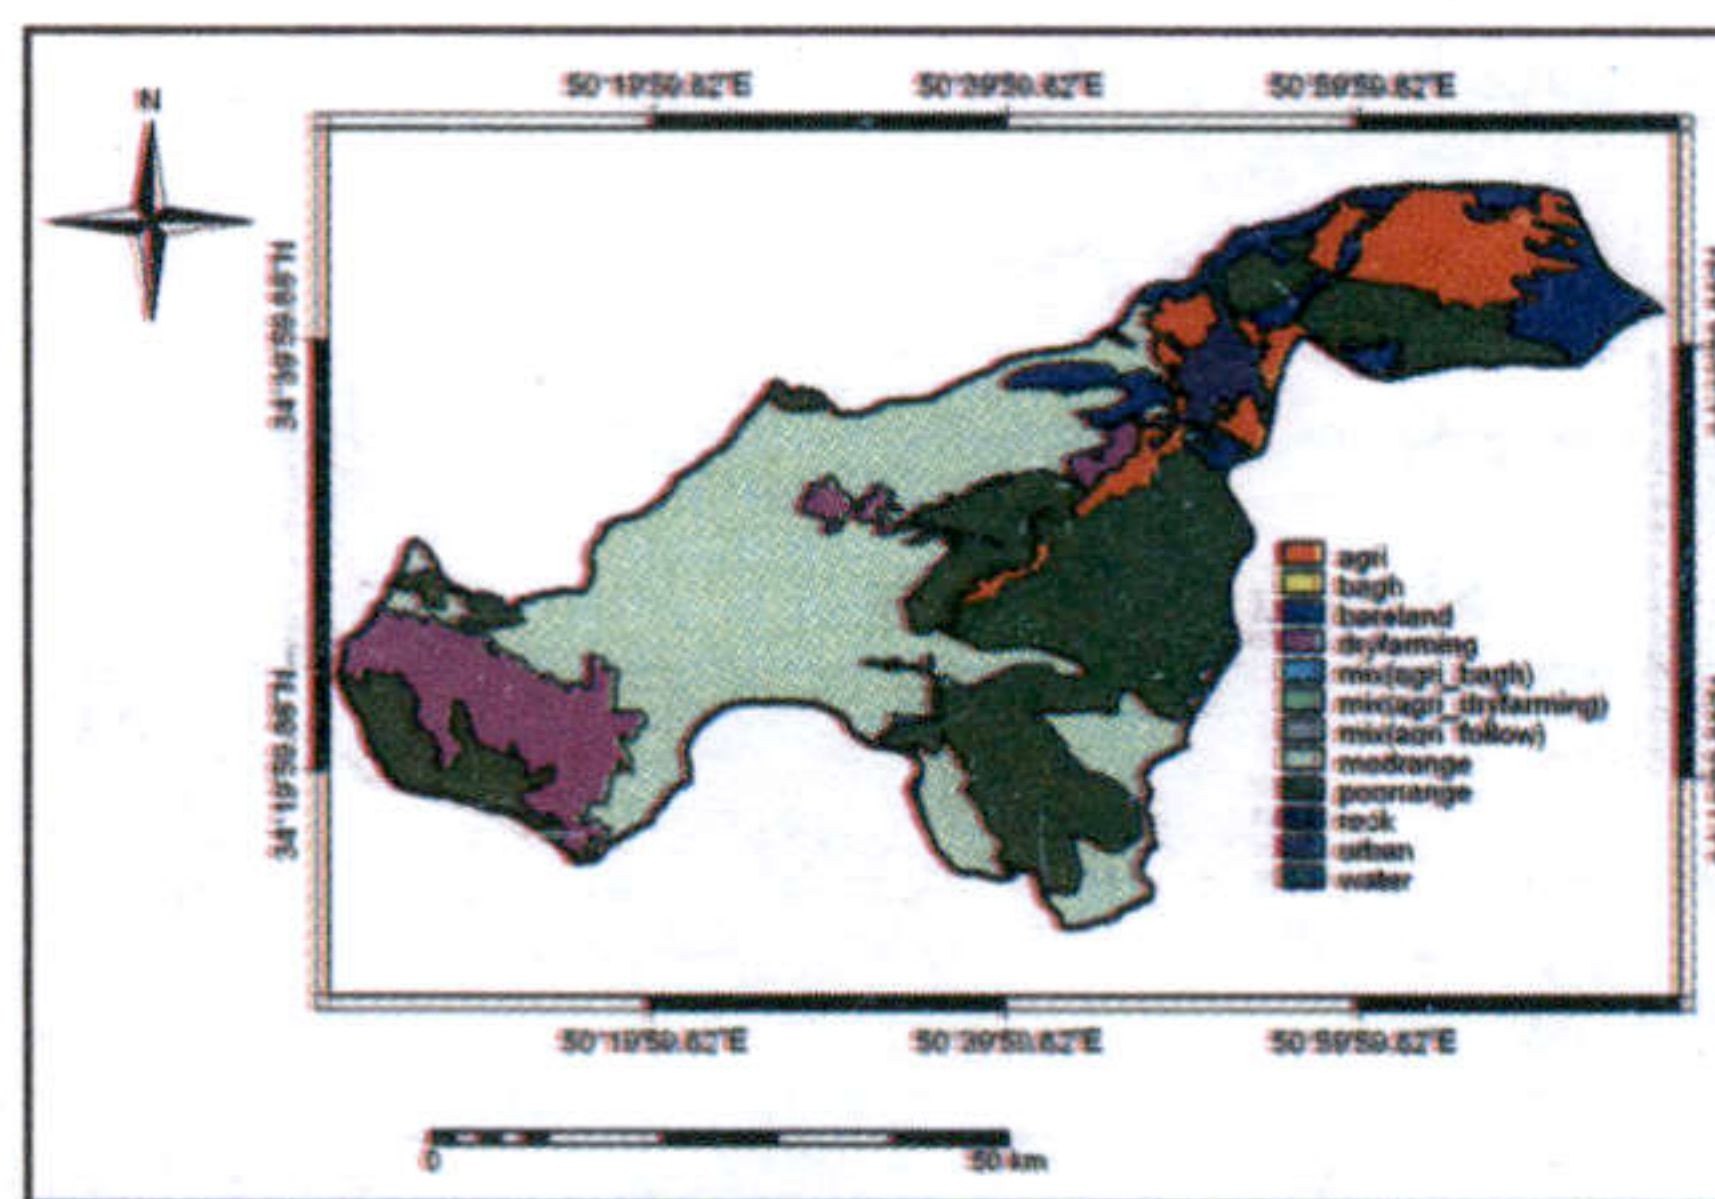 N
50°19'59.82"E 50°39'59.82"E 50°59'59.82"E
agri
bagh
bareland
dryfarming
mix(agri_bagh)
mix(agri_dryfarming)
mix(agri_follow)
modrange
poorrange
rock
urban
water
50°19'59.82"E 50°39'59.82"E 50°59'59.82"E
0 50 km